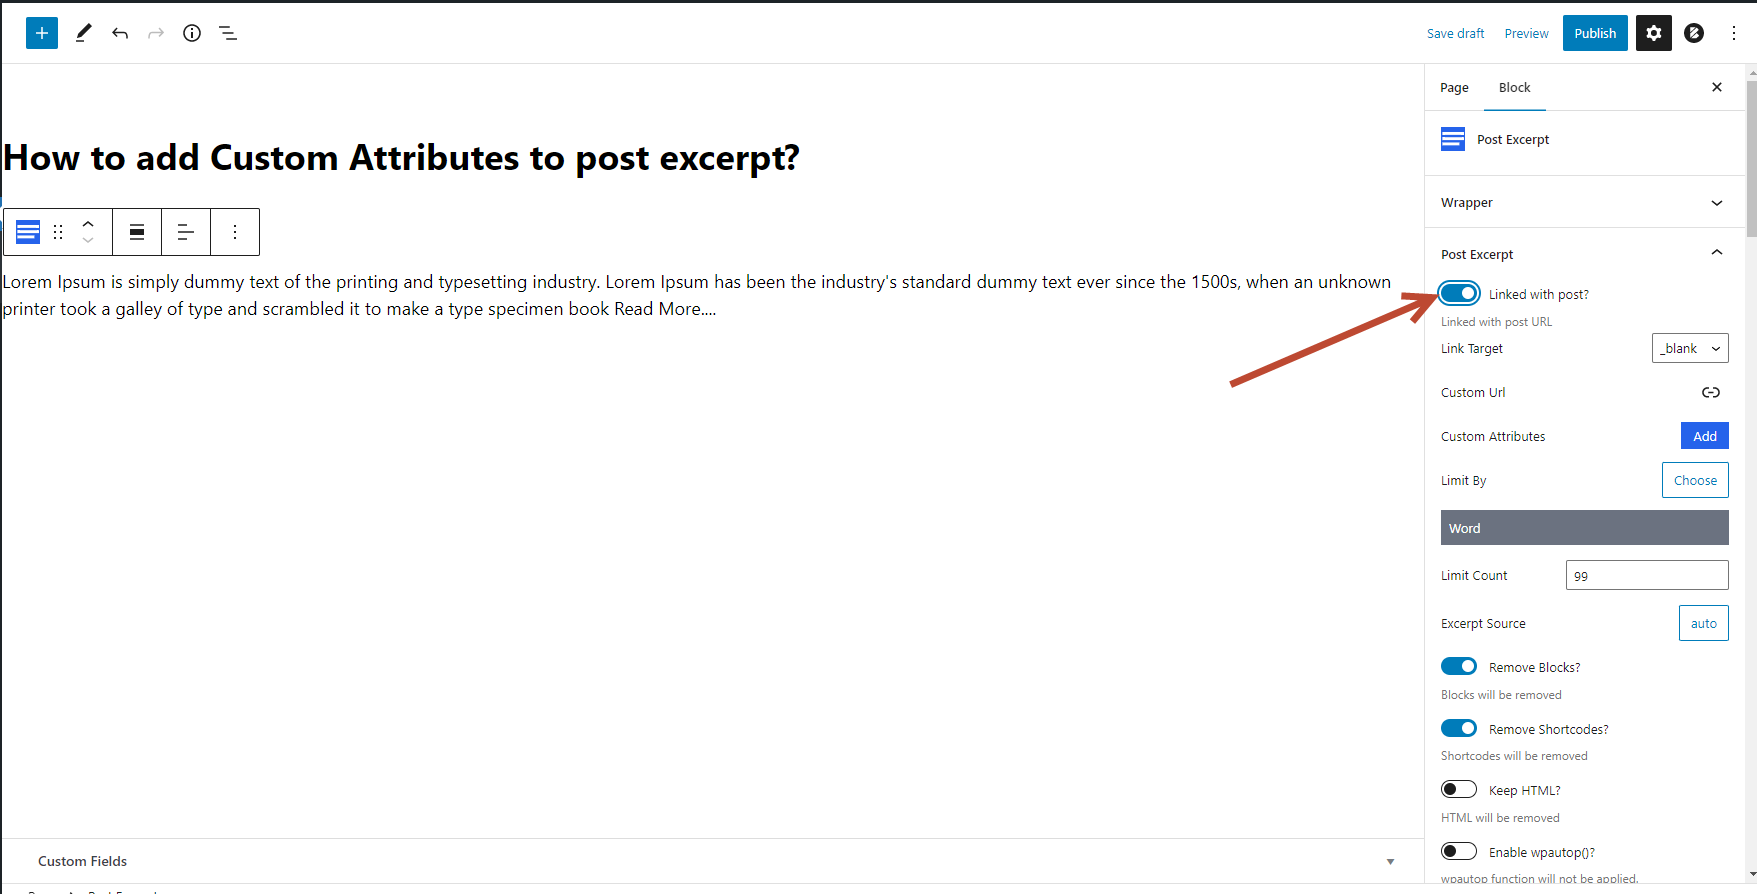 Save draft Preview Publish
Page Block
Post Excerpt
How to add Custom Attributes to post excerpt?
Wrapper
Post Excerpt
Lorem Ipsum is simply dummy text of the printing and typesetting industry. Lorem Ipsum has been the industry's standard dummy text ever since the 1500s, when an unknown
printer took a galley of type and scrambled it to make a type specimen book Read More....
Linked with post?
Linked with post URL
Link Target _blank
Custom Url
Custom Attributes Add
Limit By Choose
Word
Limit Count 99
Excerpt Source auto
Remove Blocks?
Blocks will be removed
Remove Shortcodes?
Shortcodes will be removed
Keep HTML?
HTML will be removed
Enable wpautop()?
wpautop function will not be applied.
Custom Fields